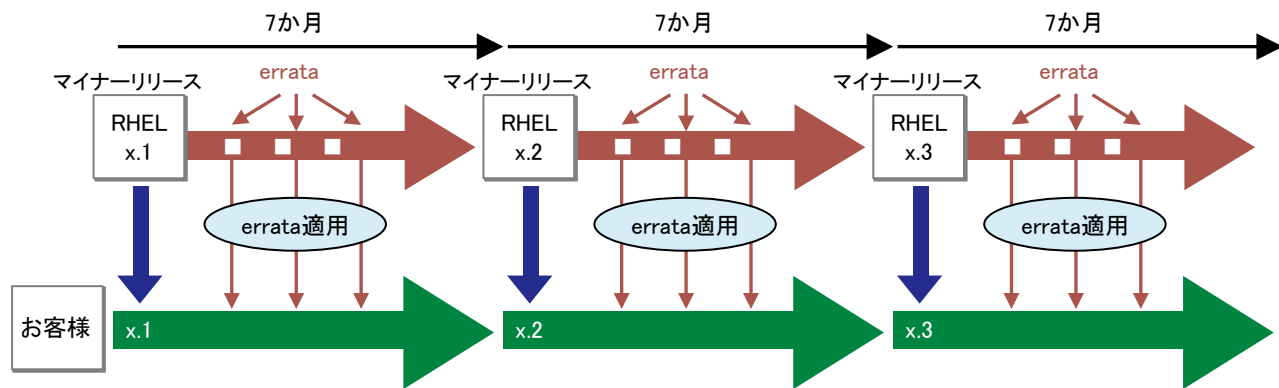 7か月 7か月 7か月
マイナーリリース errata マイナーリリース errata マイナーリリース errata
RHEL RHEL RHEL
x.1 x.2 x.3
errata適用 errata適用 errata適用
お客様 x.1 x.2 x.3